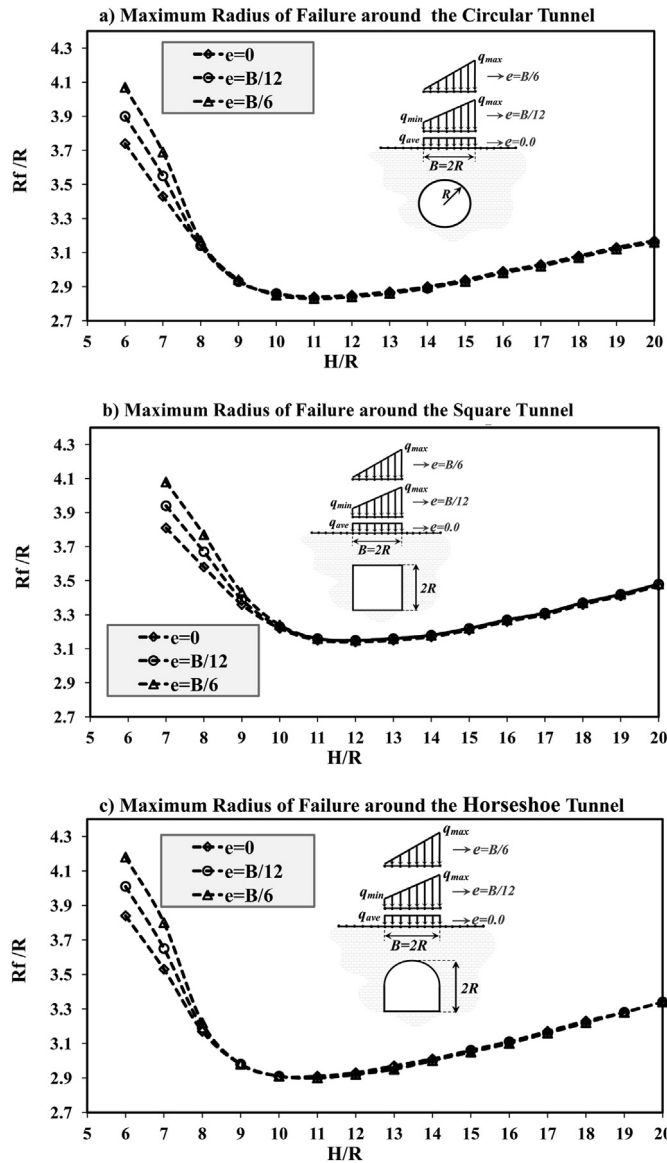 a) Maximum Radius of Failure around the Circular Tunnel
4.3
4.1
3.9
3.7
3.5
3.3
3.1
2.9
2.7
Rf /R
e=0
e=B/12
e=B/6
qmax
e=B/6
qmax
qmin
e=B/12
qave
e=0.0
B=2R
R
5 6 7 8 9 10 11 12 13 14 15 16 17 18 19 20
H/R
b) Maximum Radius of Failure around the Square Tunnel
4.3
4.1
3.9
3.7
3.5
3.3
3.1
2.9
2.7
Rf/R
qmax
e=B/6
qmax
qmin
e=B/12
qave
e=0.0
B=2R
2R
e=0
e=B/12
e=B/6
5 6 7 8 9 10 11 12 13 14 15 16 17 18 19 20
H/R
c) Maximum Radius of Failure around the Horseshoe Tunnel
4.3
4.1
3.9
3.7
3.5
3.3
3.1
2.9
2.7
Rf/R
e=0
e=B/12
e=B/6
qmax
e=B/6
qmax
qmin
e=B/12
qave
e=0.0
B=2R
2R
5 6 7 8 9 10 11 12 13 14 15 16 17 18 19 20
H/R